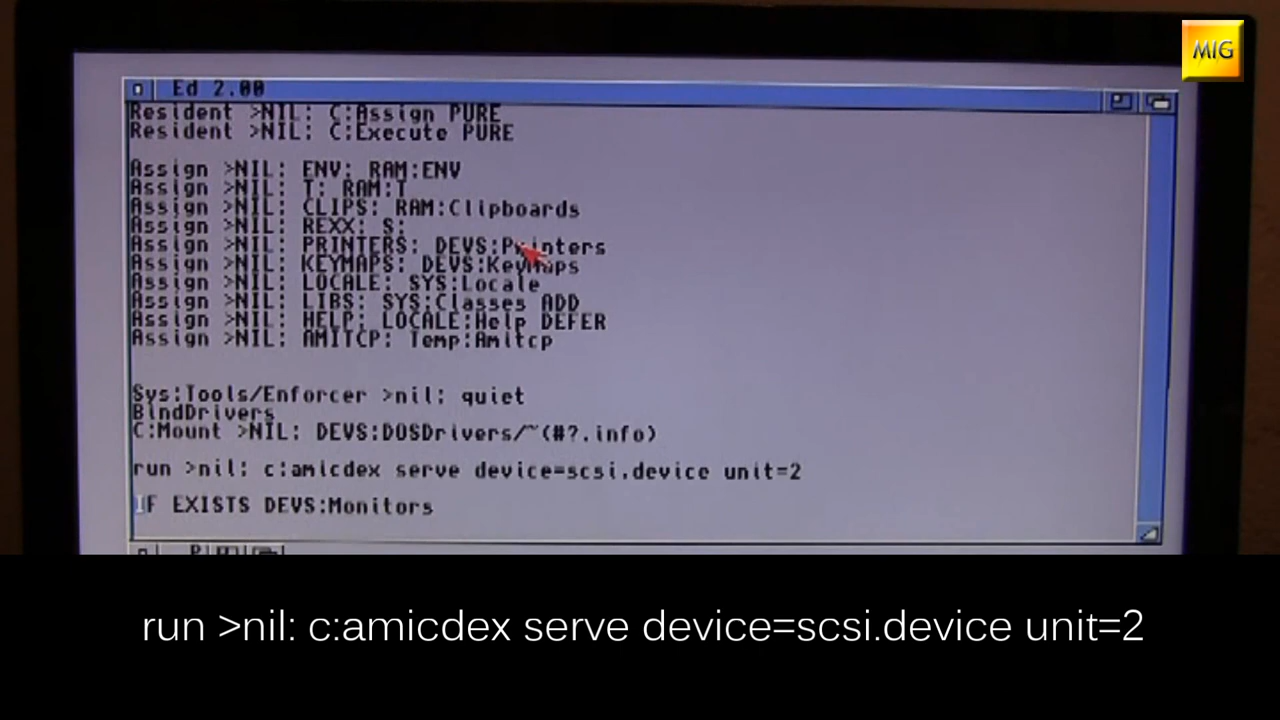 MIG
Ed 2.00
Resident >NIL: C:Assign PURE
Resident >NIL: C:Execute PURE
Assign >NIL: ENV: RAM:ENV
Assign >NIL: T: RAM:T
Assign >NIL: CLIPS: RAM:Clipboards
Assign >NIL: REXX: S:
Assign >NIL: PRINTERS: DEVS:Printers
Assign >NIL: KEYMAPS: DEVS:Keymaps
Assign >NIL: LOCALE: SYS:Locale
Assign >NIL: LIBS: SYS:Classes ADD
Assign >NIL: HELP: LOCALE:Help DEFER
Assign >NIL: AMITCP: Temp:Amitcp
Sys:Tools/Enforcer >nil: quiet
BindDrivers
C:Mount >NIL: DEVS:DOSDrivers/~(#?.info)
run >nil: c:amicdex serve device=scsi.device unit=2
IF EXISTS DEVS:Monitors
run >nil: c:amicdex serve device=scsi.device unit=2